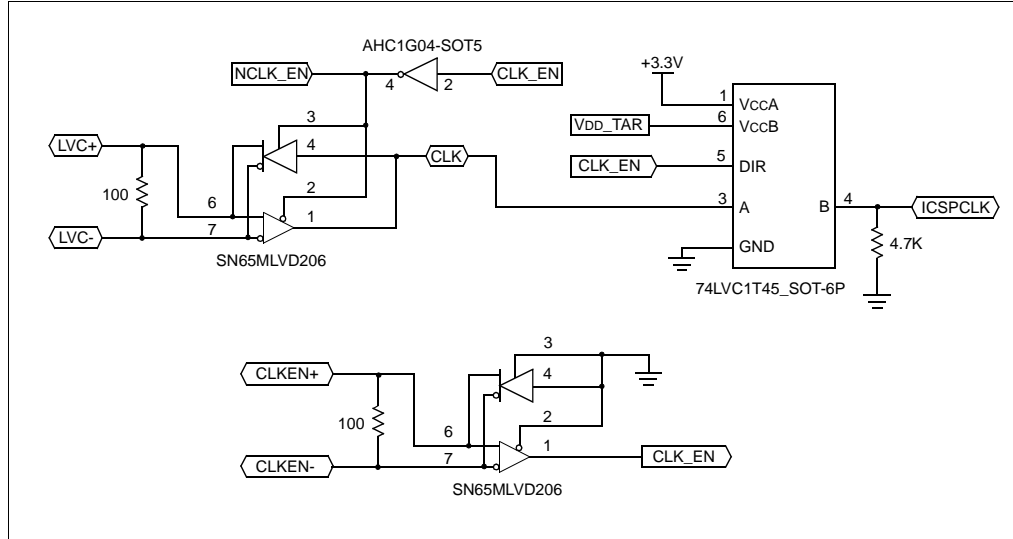 AHC1G04-SOT5
NCLK_EN
4
2
CLK_EN
+3.3V
1
VCCA
6
VCCB
VDD_TAR
3
LVC+
4
CLK
CLK_EN
5
DIR
100
2
6
1
3
A
B
4
ICSPCLK
LVC-
7
GND
4.7K
SN65MLVD206
74LVC1T45_SOT-6P
3
CLKEN+
4
100
2
6
1
CLKEN-
7
CLK_EN
SN65MLVD206